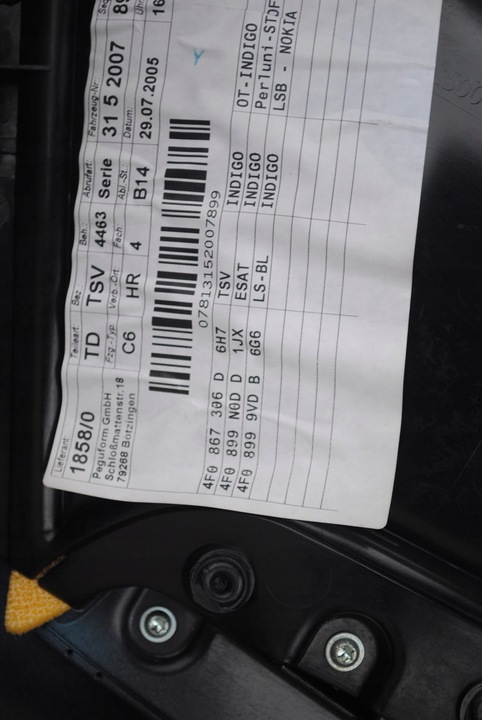 Lieferant
1858/0
Peguform GmbH
Schloßmattenstr.18
79268 Botzingen
Teileart. Bez Beh. Abrufart. Fahrzeug-Nr. Seq
TD TSV 4463 Serie 31 5 2007
Fzg.-Typ. Verb.-Ort. Fach. Abl.-St. Datum.
C6 HR 4 B14 29.07.2005 16
07813152007899
4F0 867 306 D 6H7 TSV
4F0 899 N0D D 1JX ESAT INDIGO OT-INDIGO
4F0 899 9VD B 6G6 LS-BL INDIGO
INDIGO LSB - NOKIA